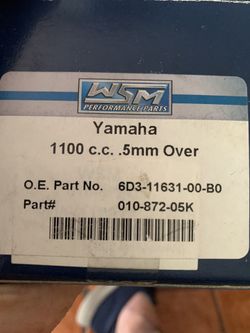 WSM
PERFORMANCE PARTS
Yamaha
1100 c.c. .5mm Over
O.E. Part No. 6D3-11631-00-B0
Part# 010-872-05K